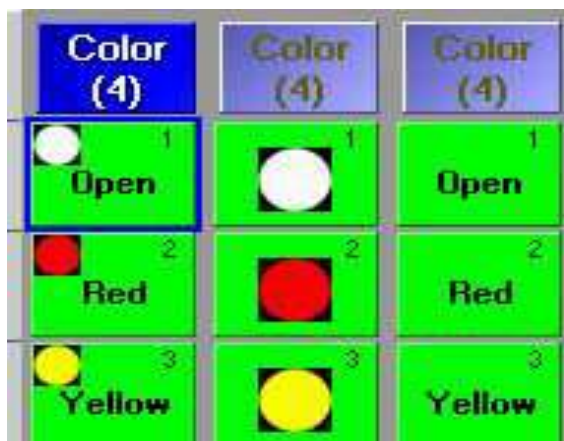 Color Color Color
(4) (4) (4)
1 1 1
Open Open
2 2 2
Red Red
3 3 3
Yellow Yellow